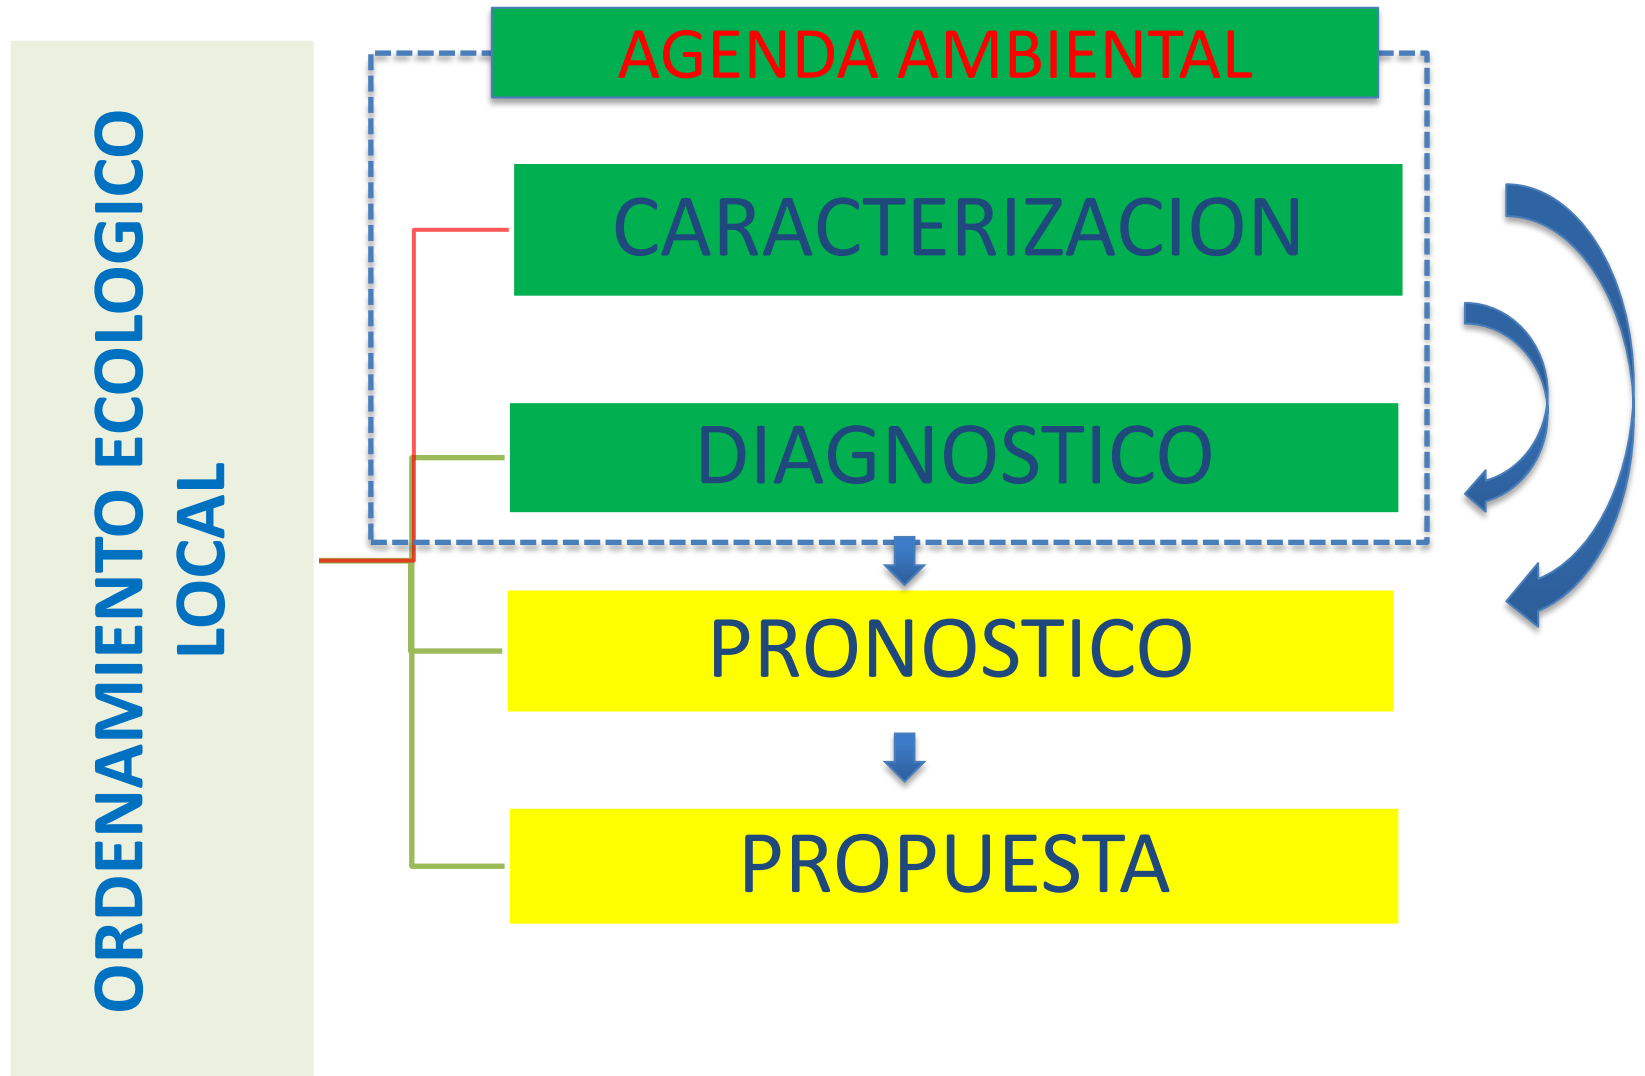 ORDENAMIENTO ECOLOGICO
LOCAL
AGENDA AMBIENTAL
CARACTERIZACION
DIAGNOSTICO
PRONOSTICO
PROPUESTA